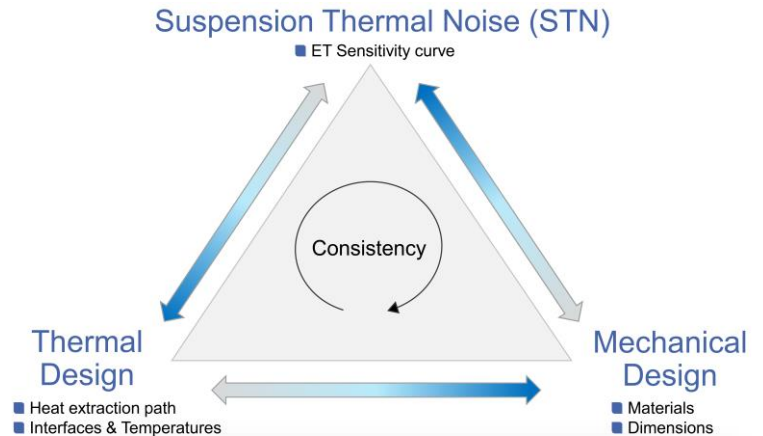 Suspension Thermal Noise (STN)
ET Sensitivity curve
Consistency
Thermal
Design
Heat extraction path
Interfaces & Temperatures
Mechanical
Design
Materials
Dimensions